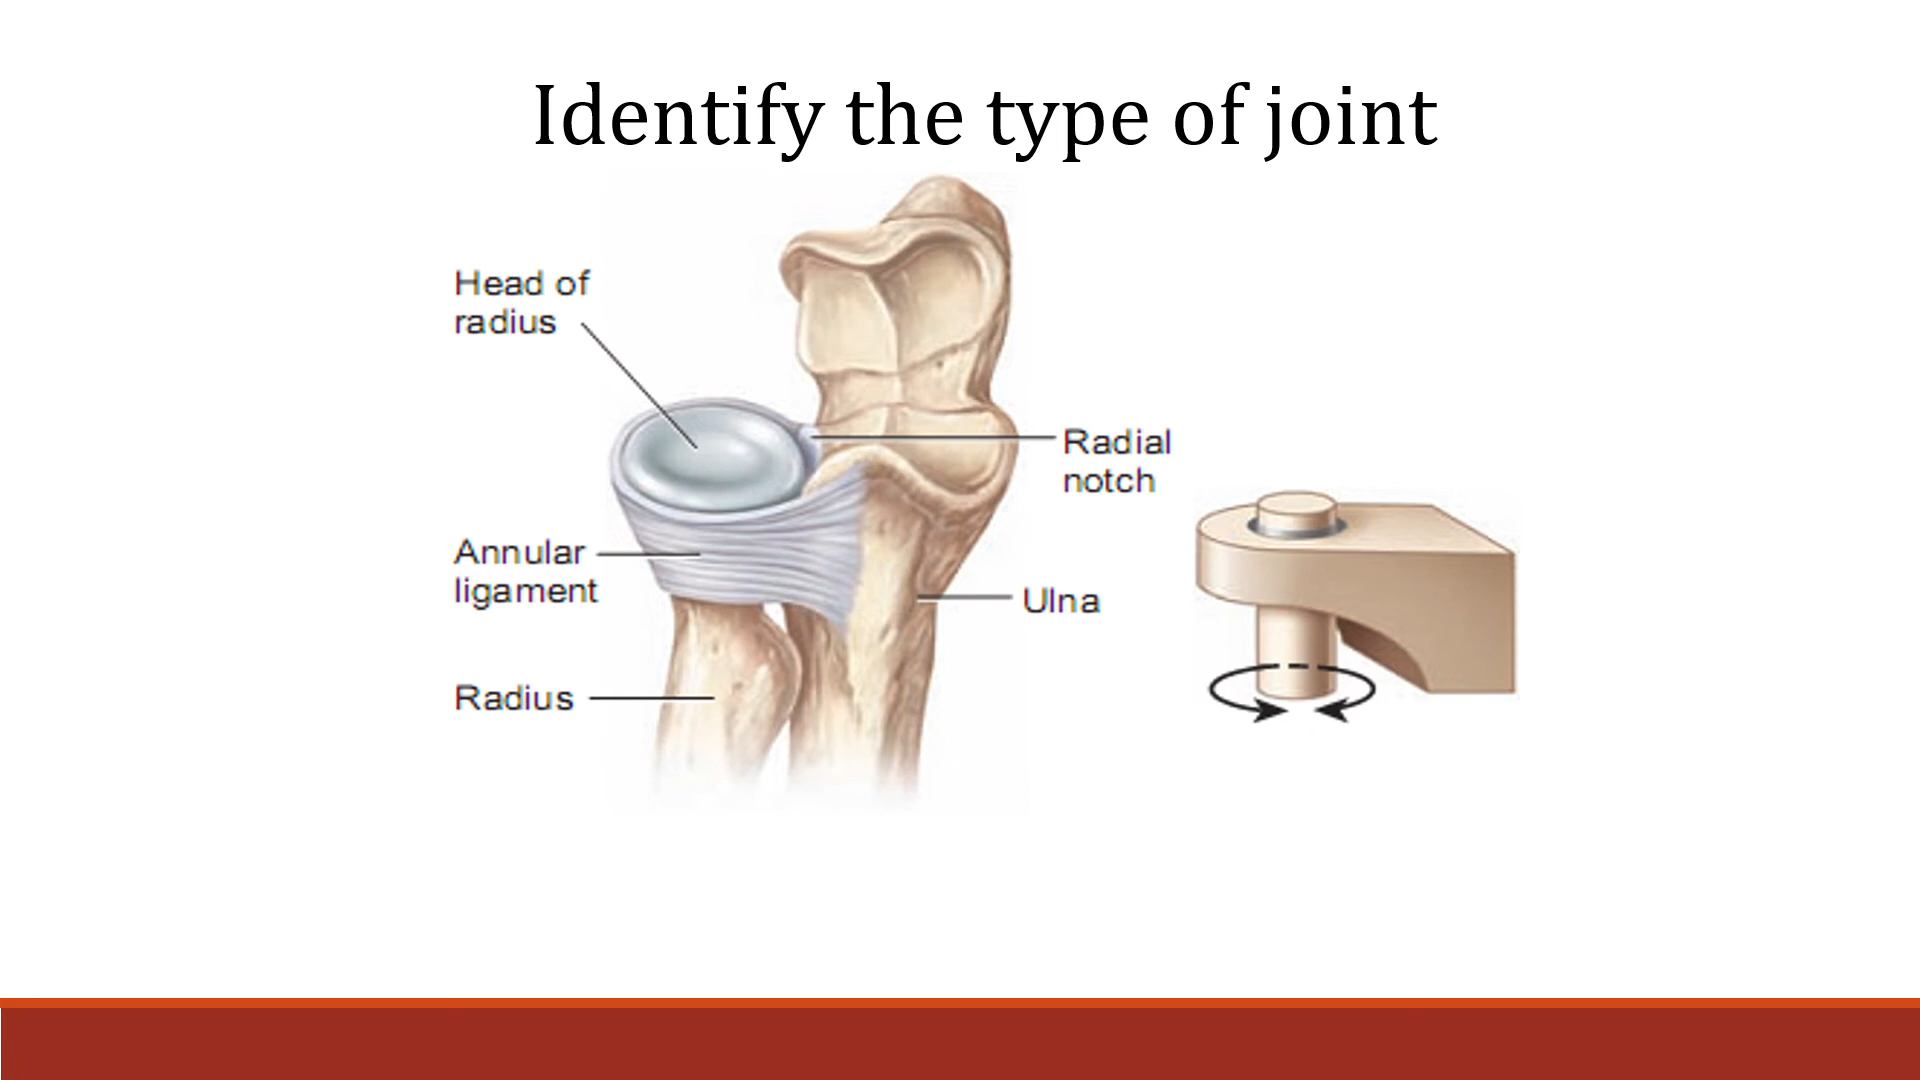 Identify the type of joint
Head of
radius
Radial
notch
Annular
ligament
Ulna
Radius